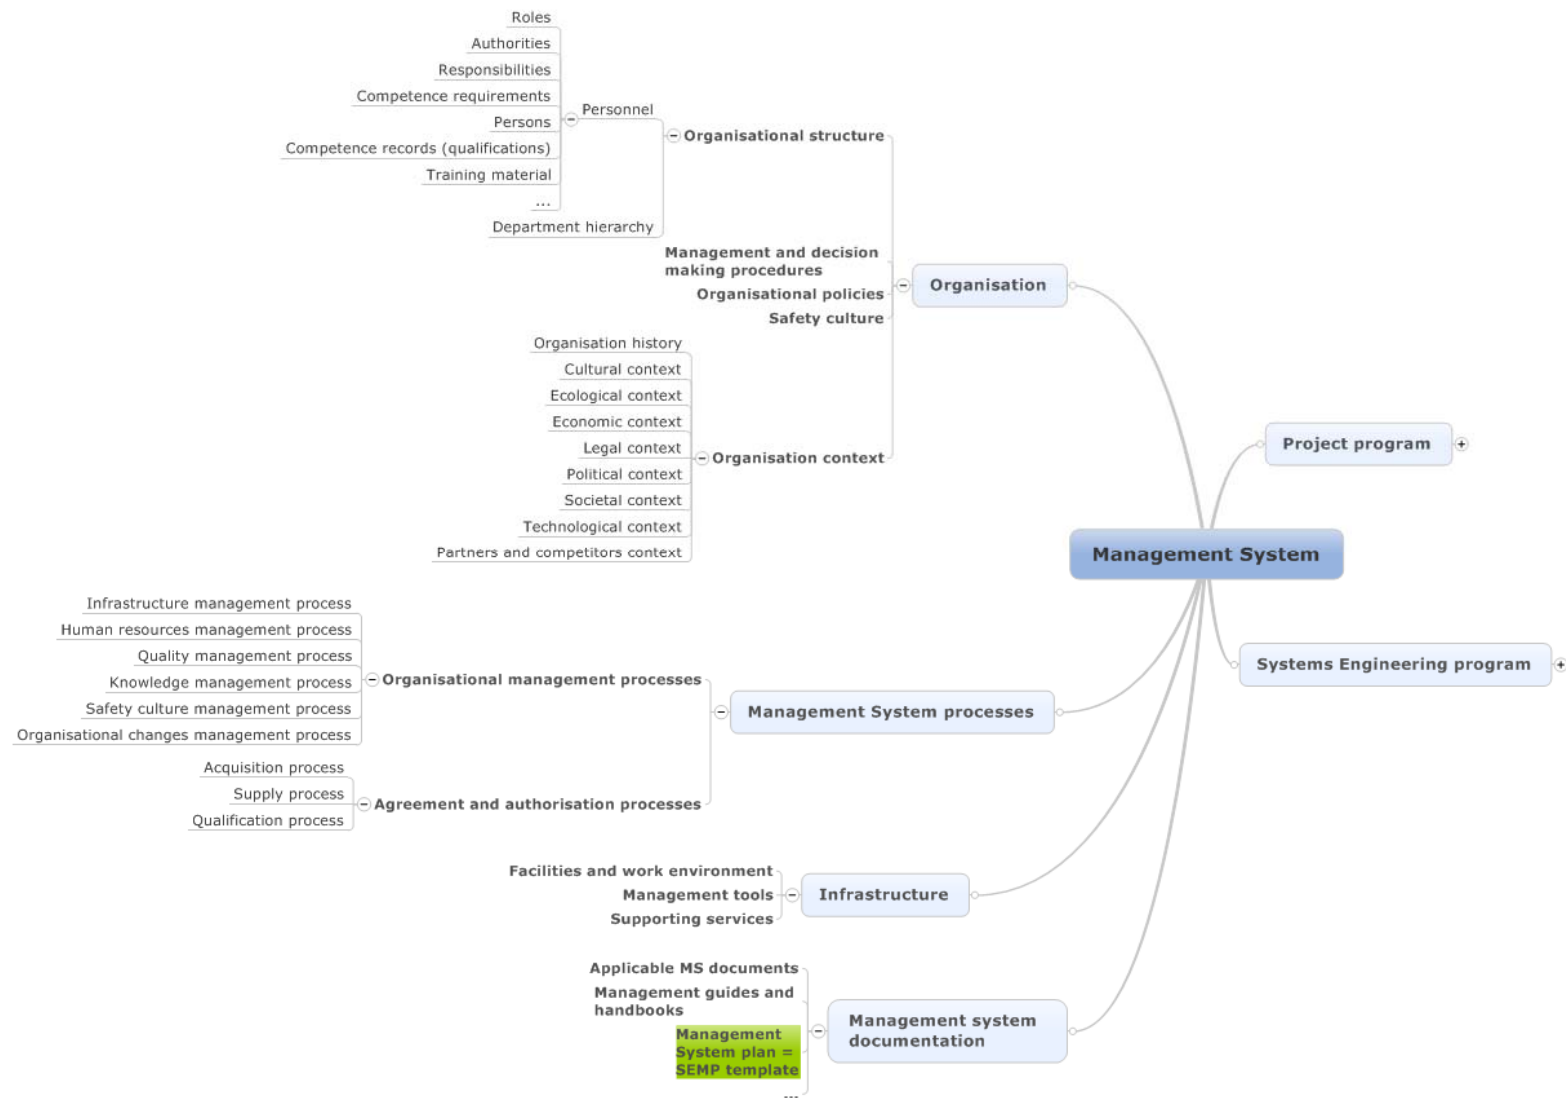 Roles
Authorities
Responsibilities
Competence requirements
Persons
Competence records (qualifications)
Training material
...
Personnel
Department hierarchy
Organisational structure
Management and decision
making procedures
Organisational policies
Safety culture
Organisation history
Cultural context
Ecological context
Economic context
Legal context
Political context
Societal context
Technological context
Partners and competitors context
Organisation context
Organisation
Project program
Management System
Systems Engineering program
Infrastructure management process
Human resources management process
Quality management process
Knowledge management process
Safety culture management process
Organisational changes management process
Organisational management processes
Acquisition process
Supply process
Qualification process
Agreement and authorisation processes
Management System processes
Facilities and work environment
Management tools
Supporting services
Infrastructure
Applicable MS documents
Management guides and
handbooks
Management
System plan =
SEMP template
...
Management system
documentation